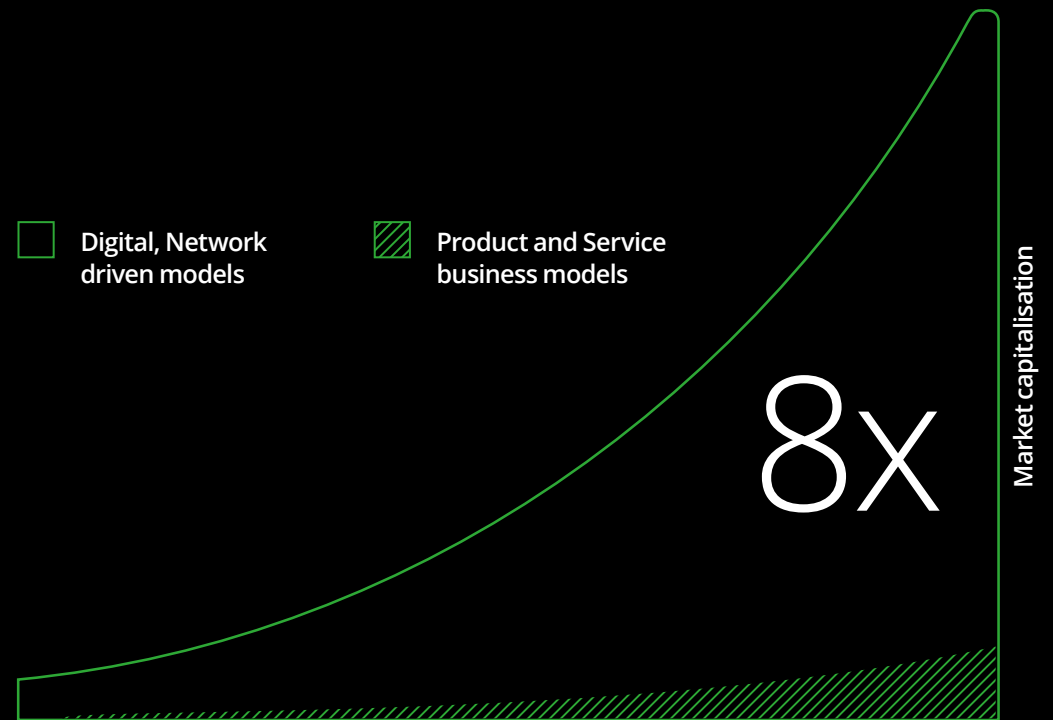 Digital, Network
driven models
Product and Service
business models
8x
Market capitalisation